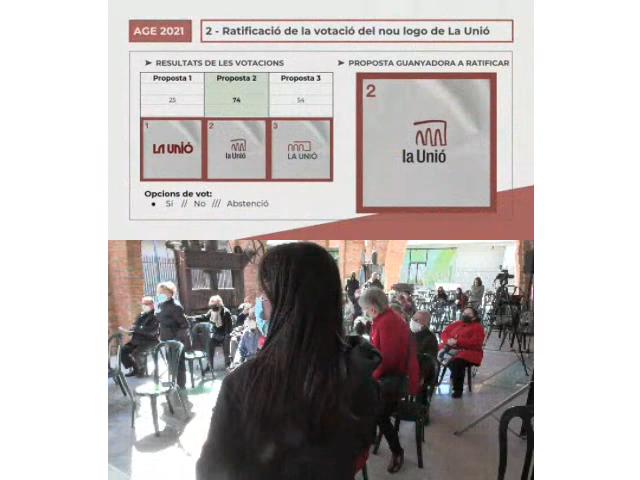 AGE 2021
2 - Ratificació de la votació del nou logo de La Unió
➤ RESULTATS DE LES VOTACIONS
Proposta 1 Proposta 2 Proposta 3
25 74 54
1 LA UNIÓ
2 la Unió
3 LA UNIÓ
Opcions de vot:
● Sí // No /// Abstenció
➤ PROPOSTA GUANYADORA A RATIFICAR
2
la Unió